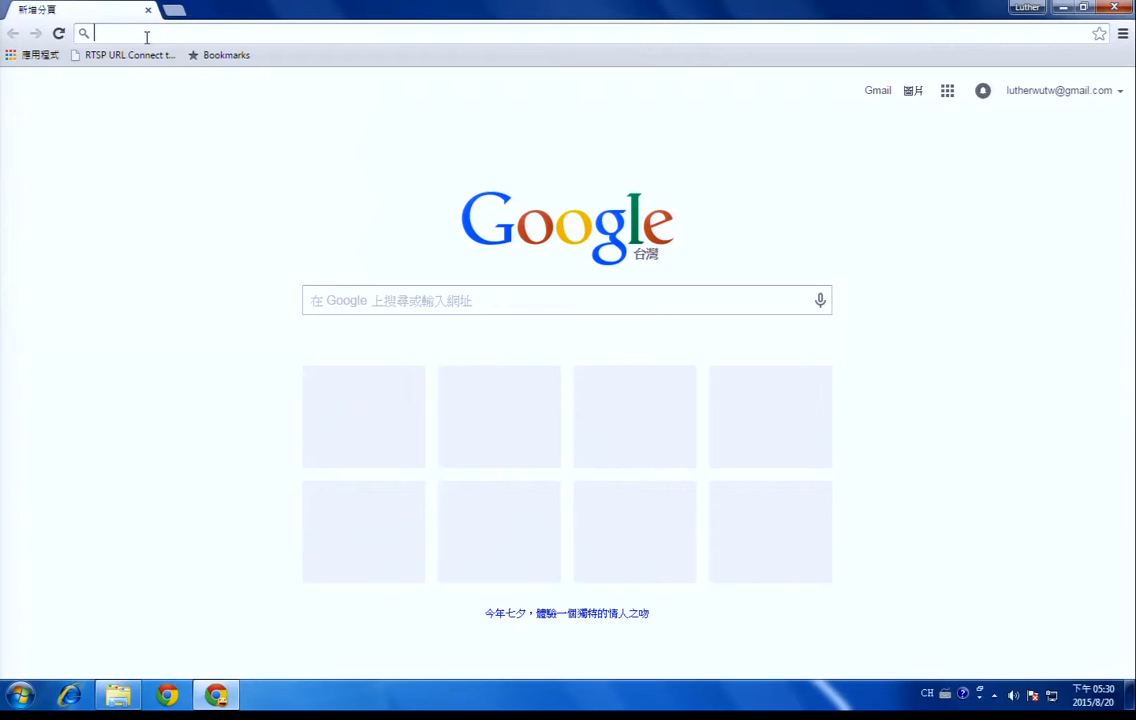 新增分頁
Luther
應用程式 RTSP URL Connect t... Bookmarks
Gmail 圖片 lutherwutw@gmail.com
Google
台灣
在 Google 上搜尋或輸入網址
今年七夕，體驗一個獨特的情人之吻
CH
下午 05:30
2015/8/20